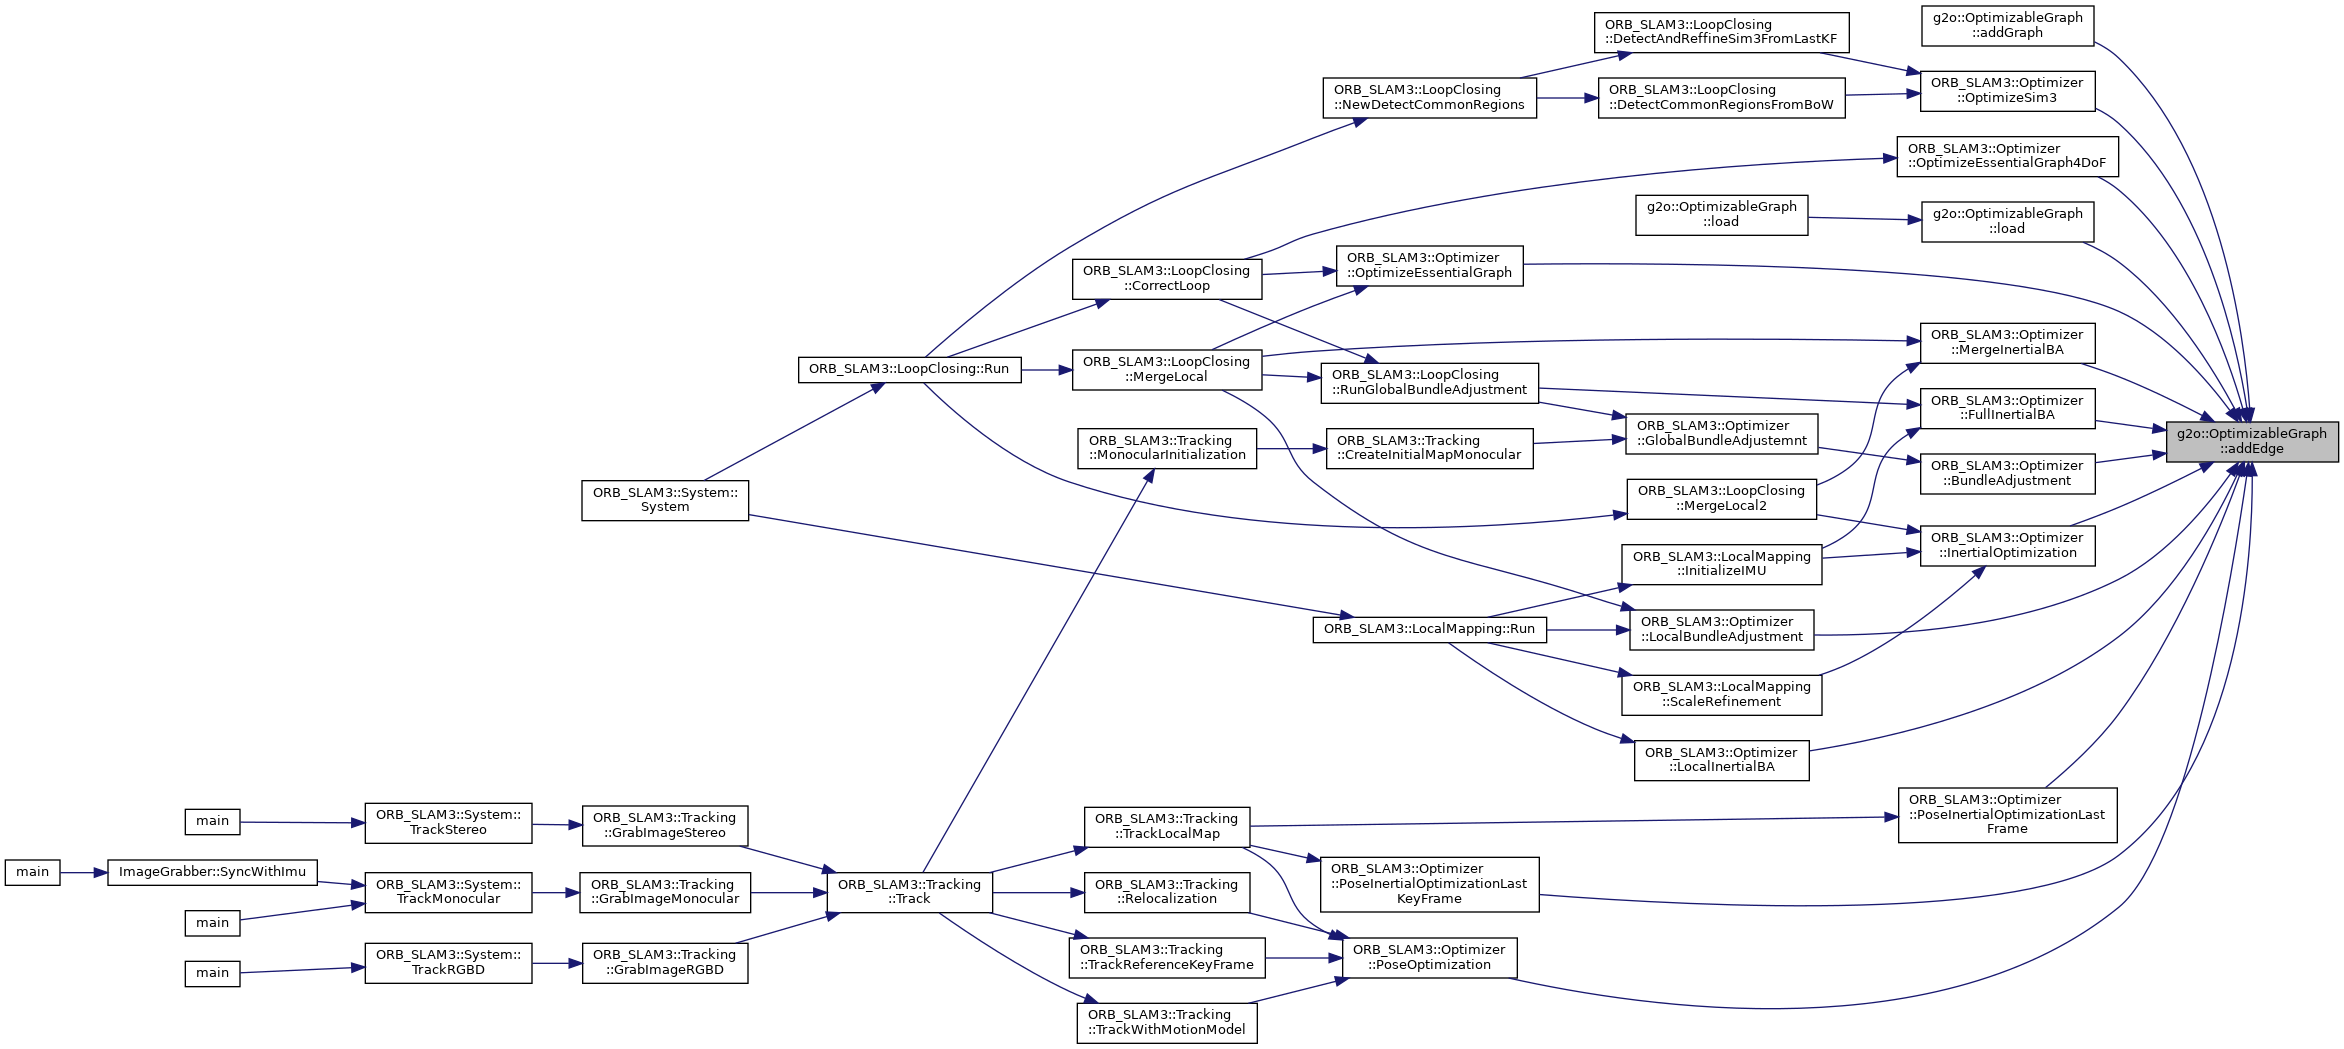 ORB_SLAM3::LoopClosing
::DetectAndReffineSim3FromLastKF
g2o::OptimizableGraph
::addGraph
ORB_SLAM3::LoopClosing
::NewDetectCommonRegions
ORB_SLAM3::LoopClosing
::DetectCommonRegionsFromBoW
ORB_SLAM3::Optimizer
::OptimizeSim3
ORB_SLAM3::Optimizer
::OptimizeEssentialGraph4DoF
g2o::OptimizableGraph
::load
g2o::OptimizableGraph
::load
ORB_SLAM3::LoopClosing
::CorrectLoop
ORB_SLAM3::Optimizer
::OptimizeEssentialGraph
ORB_SLAM3::Optimizer
::MergeInertialBA
ORB_SLAM3::LoopClosing::Run
ORB_SLAM3::LoopClosing
::MergeLocal
ORB_SLAM3::LoopClosing
::RunGlobalBundleAdjustment
ORB_SLAM3::Optimizer
::FullInertialBA
ORB_SLAM3::Optimizer
::GlobalBundleAdjustemnt
g2o::OptimizableGraph
::addEdge
ORB_SLAM3::Tracking
::MonocularInitialization
ORB_SLAM3::Tracking
::CreateInitialMapMonocular
ORB_SLAM3::Optimizer
::BundleAdjustment
ORB_SLAM3::System::
System
ORB_SLAM3::LoopClosing
::MergeLocal2
ORB_SLAM3::Optimizer
::InertialOptimization
ORB_SLAM3::LocalMapping
::InitializeIMU
ORB_SLAM3::LocalMapping::Run
ORB_SLAM3::Optimizer
::LocalBundleAdjustment
ORB_SLAM3::LocalMapping
::ScaleRefinement
ORB_SLAM3::Optimizer
::LocalInertialBA
ORB_SLAM3::Optimizer
::PoseInertialOptimizationLast
Frame
main
ORB_SLAM3::System::
TrackStereo
ORB_SLAM3::Tracking
::GrabImageStereo
ORB_SLAM3::Tracking
::TrackLocalMap
main
ImageGrabber::SyncWithImu
ORB_SLAM3::System::
TrackMonocular
ORB_SLAM3::Tracking
::GrabImageMonocular
ORB_SLAM3::Tracking
::Track
ORB_SLAM3::Tracking
::Relocalization
ORB_SLAM3::Optimizer
::PoseInertialOptimizationLast
KeyFrame
main
main
ORB_SLAM3::System::
TrackRGBD
ORB_SLAM3::Tracking
::GrabImageRGBD
ORB_SLAM3::Tracking
::TrackReferenceKeyFrame
ORB_SLAM3::Optimizer
::PoseOptimization
ORB_SLAM3::Tracking
::TrackWithMotionModel